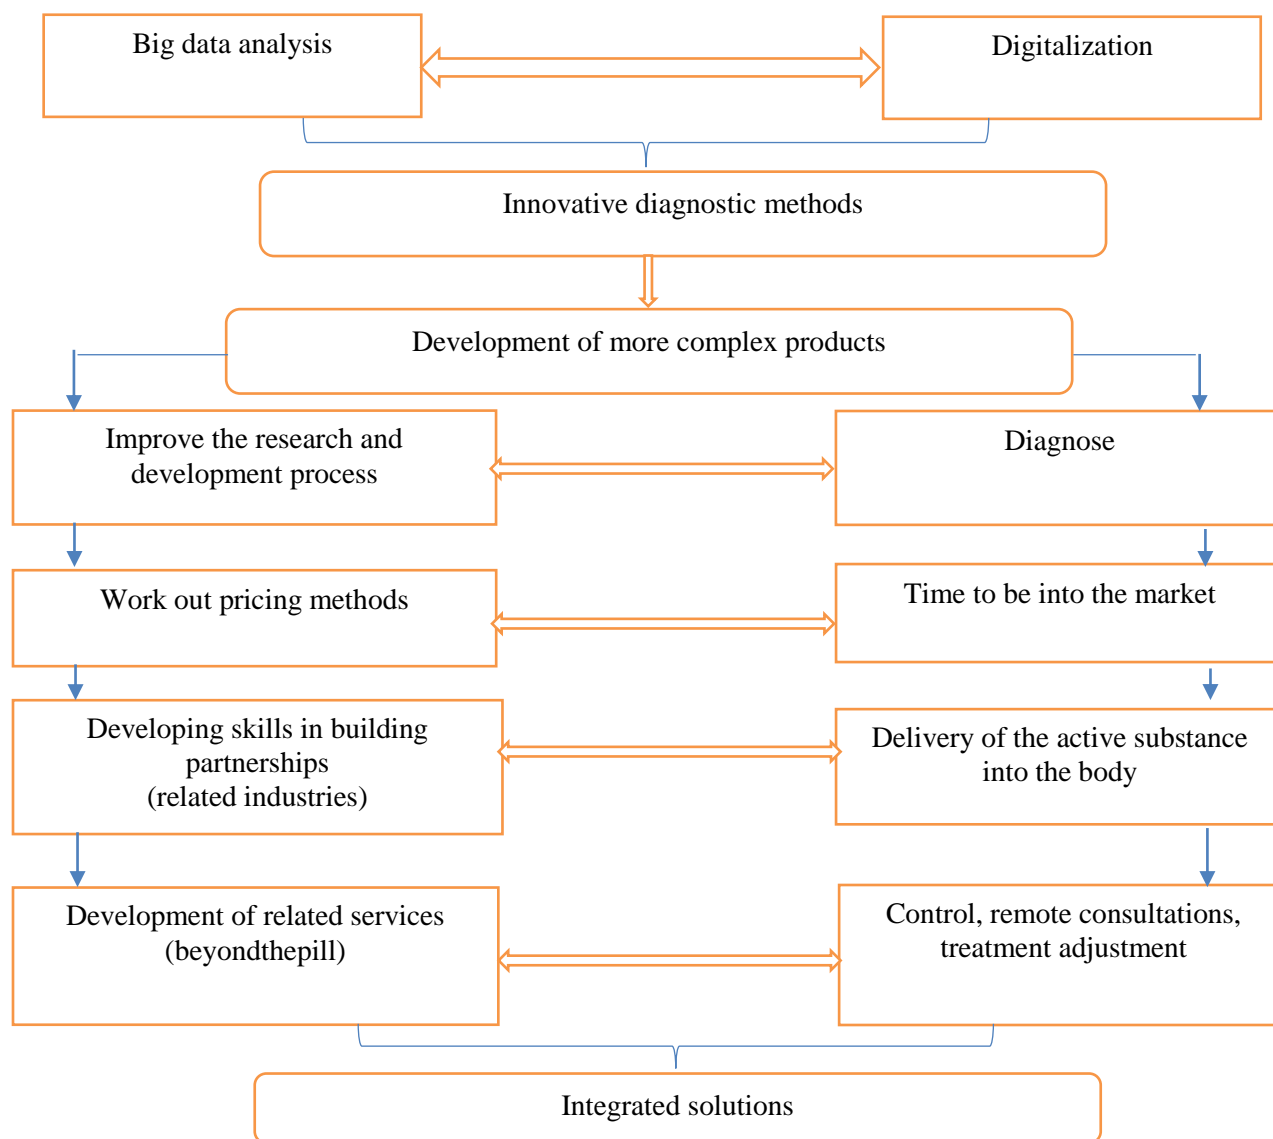 Big data analysis
Digitalization
Innovative diagnostic methods
Development of more complex products
Improve the research and
development process
Diagnose
Work out pricing methods
Time to be into the market
Developing skills in building
partnerships
(related industries)
Delivery of the active substance
into the body
Development of related services
(beyondthepill)
Control, remote consultations,
treatment adjustment
Integrated solutions